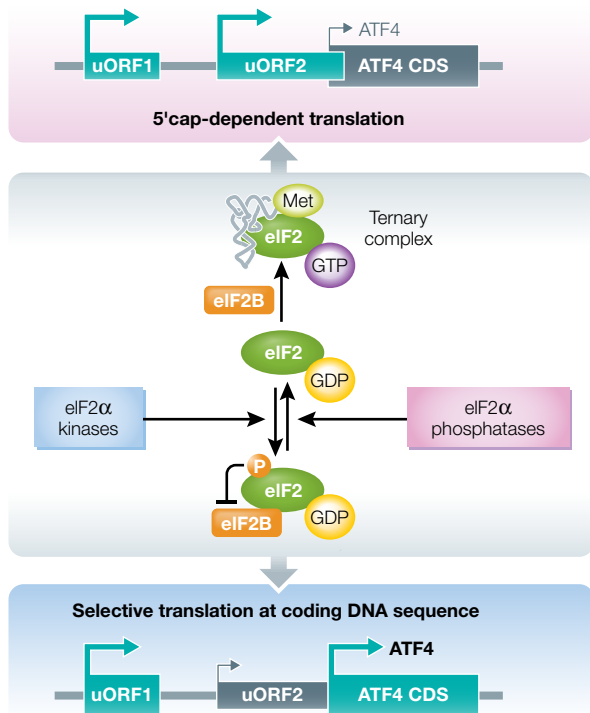 ATF4
uORF1
uORF2
ATF4 CDS
5'cap-dependent translation
Met
eIF2
Ternary
complex
GTP
eIF2B
eIF2
GDP
eIF2α
kinases
eIF2α
phosphatases
P
eIF2
eIF2B
GDP
Selective translation at coding DNA sequence
ATF4
uORF1
uORF2
ATF4 CDS